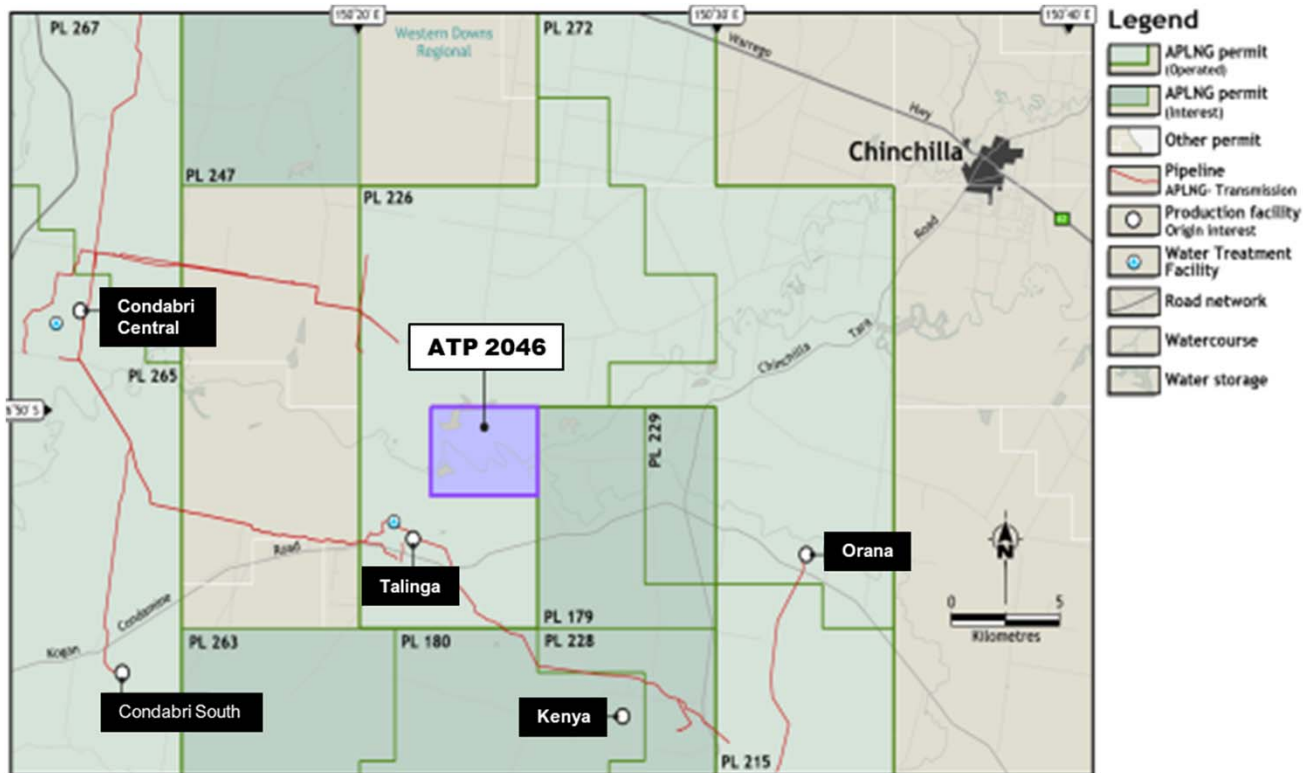 PL 267
150°20' E
150°30' E
150°40' E
Western Downs
Regional
PL 272
Warrego
Hwy
Chinchilla
PL 247
PL 226
Road
Condabri
Central
ATP 2046
Chinchilla
Tara
PL 265
PL 229
Orana
Road
Talinga
Condamine
Kogan
PL 179
PL 263
PL 180
PL 228
Condabri South
Kenya
PL 215
N
0 5
Kilometres
Legend
APLNG permit
(Operated)
APLNG permit
(Interest)
Other permit
Pipeline
APLNG- Transmission
Production facility
Origin Interest
Water Treatment
Facility
Road network
Watercourse
Water storage